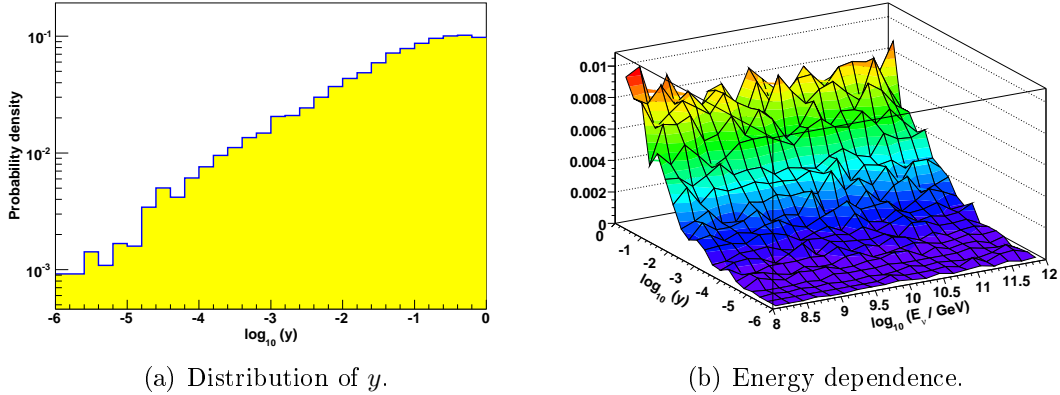 Probability density
10⁻¹
10⁻²
10⁻³
-6 -5 -4 -3 -2 -1 0
log₁₀ (y)
(a) Distribution of y.
0.01
0.008
0.006
0.004
0.002
0
0 -1 -2 -3 -4 -5 -6
log₁₀ (y)
8 8.5 9 9.5 10 10.5 11 11.5 12
log₁₀ (Eᵥ / GeV)
(b) Energy dependence.